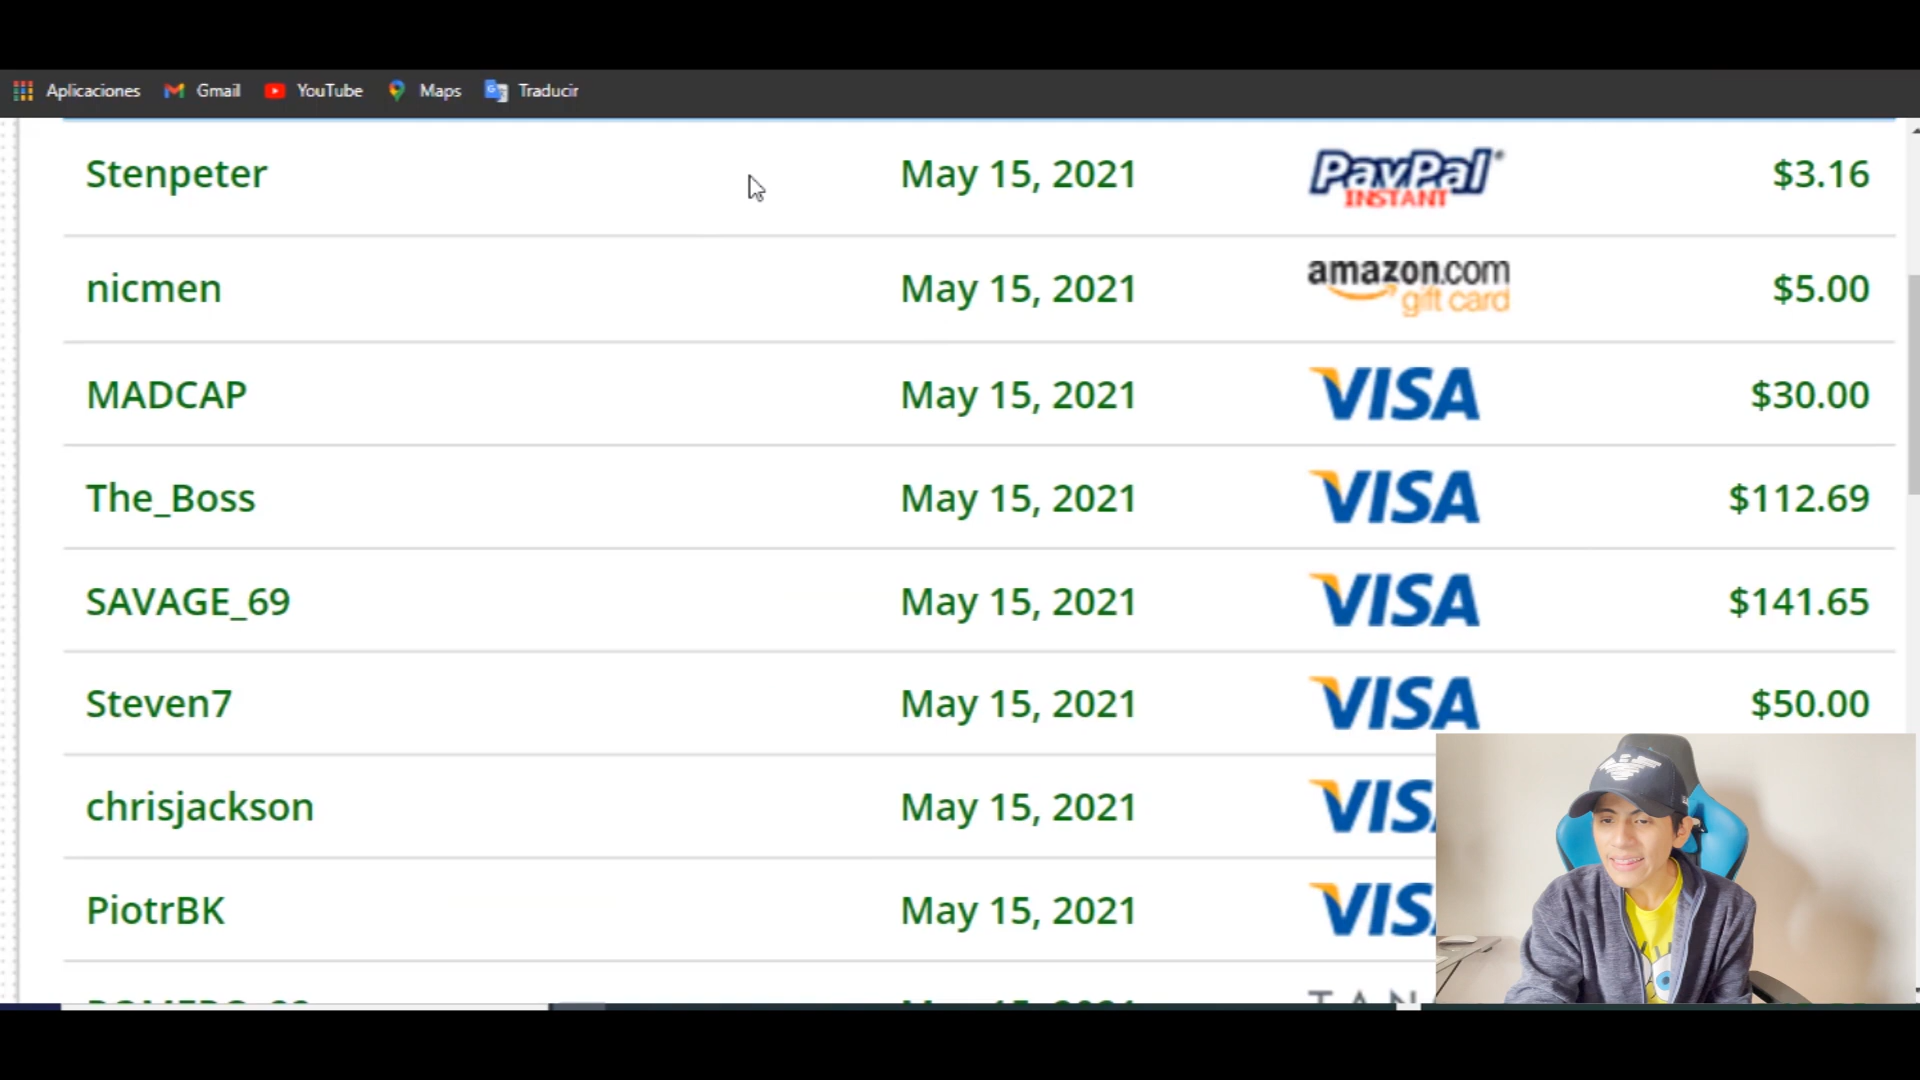 Aplicaciones Gmail YouTube Maps Traducir
Stenpeter May 15, 2021 PayPal INSTANT $3.16
nicmen May 15, 2021 amazon.com gift card $5.00
MADCAP May 15, 2021 VISA $30.00
The_Boss May 15, 2021 VISA $112.69
SAVAGE_69 May 15, 2021 VISA $141.65
Steven7 May 15, 2021 VISA $50.00
chrisjackson May 15, 2021 VIS
PiotrBK May 15, 2021 VIS